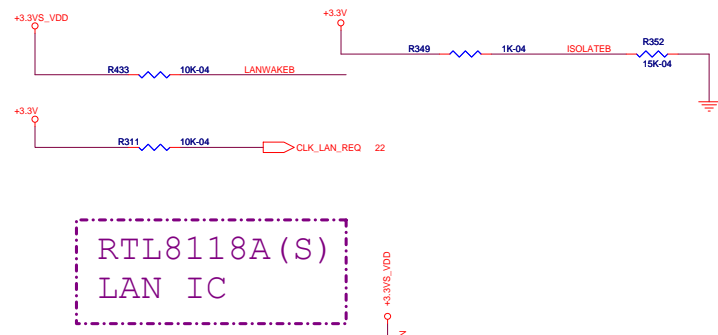 +3.3VS_VDD
R433 10K-04 LANWAKEB
+3.3V
R349 1K-04 ISOLATEB R352
15K-04
+3.3V
R311 10K-04 CLK_LAN_REQ 22
RTL8118A(S)
LAN IC
+3.3VS_VDD